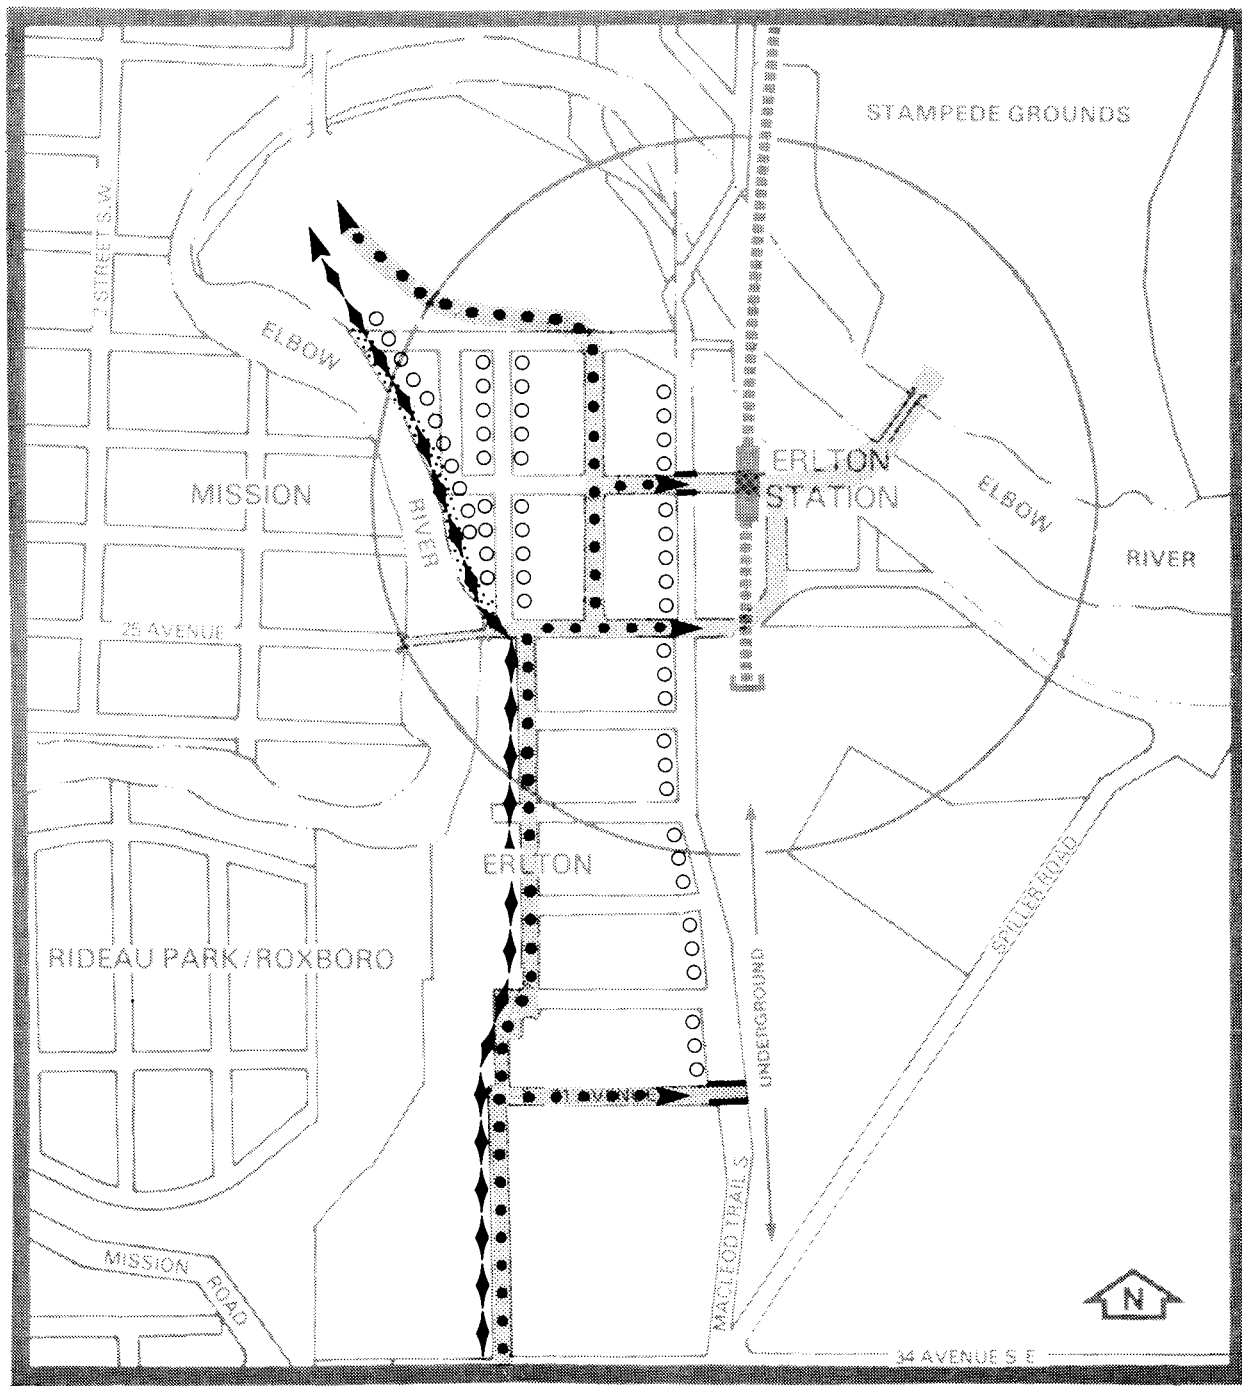 STAMPEDE GROUNDS
2 STREET S.W.
ELBOW
ERLTON
STATION
MISSION
RIVER
ELBOW
RIVER
25 AVENUE
ERLTON
SPILLER ROAD
RIDEAU PARK/ROXBORO
UNDERGROUND
MACLEOD TRAIL S
MISSION
ROAD
N
34 AVENUE S E